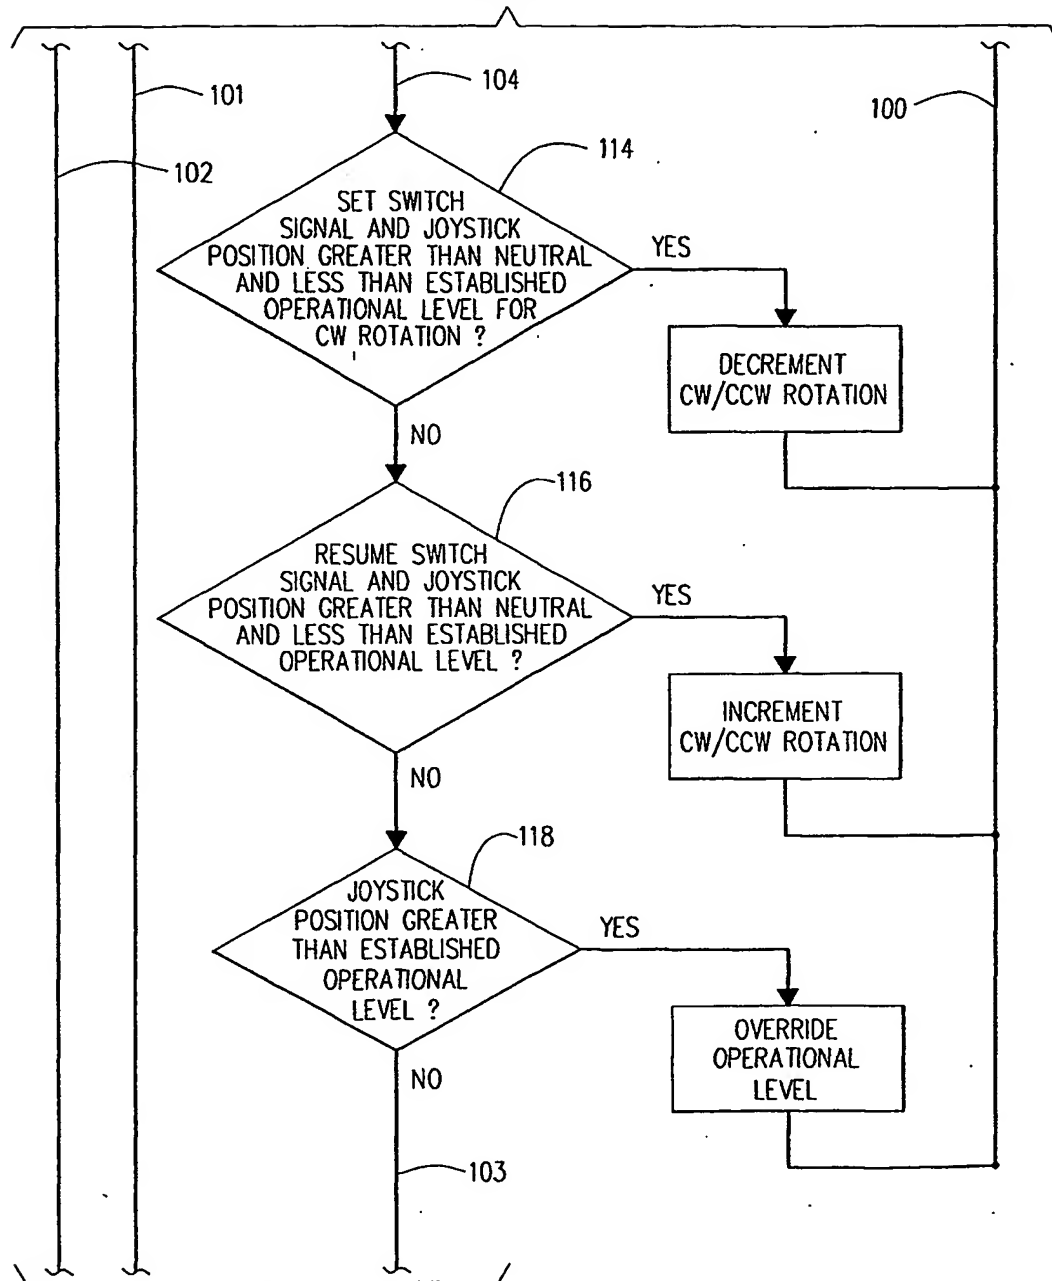 104
101
100
102
114
SET SWITCH
SIGNAL AND JOYSTICK
POSITION GREATER THAN NEUTRAL
AND LESS THAN ESTABLISHED
OPERATIONAL LEVEL FOR
CW ROTATION ?
YES
DECREMENT
CW/CCW ROTATION
NO
116
RESUME SWITCH
SIGNAL AND JOYSTICK
POSITION GREATER THAN NEUTRAL
AND LESS THAN ESTABLISHED
OPERATIONAL LEVEL ?
YES
INCREMENT
CW/CCW ROTATION
NO
118
JOYSTICK
POSITION GREATER
THAN ESTABLISHED
OPERATIONAL
LEVEL ?
YES
OVERRIDE
OPERATIONAL
LEVEL
NO
103